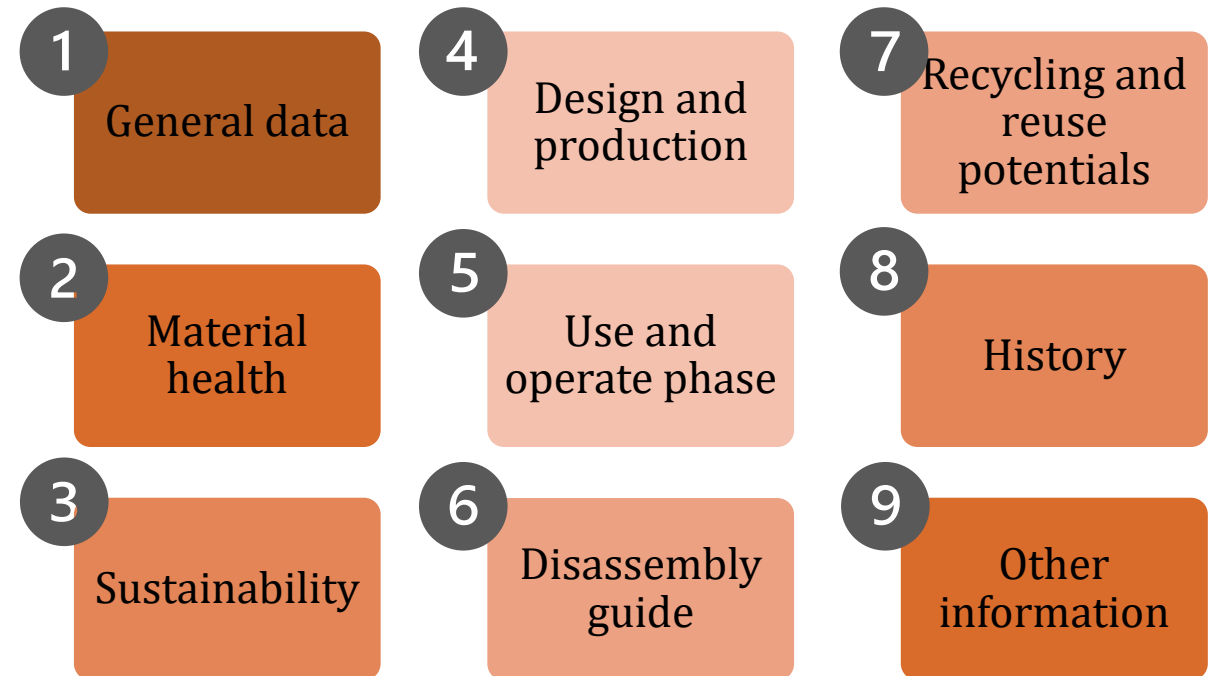 1
General data
2
Material
health
3
Sustainability
4
Design and
production
5
Use and
operate phase
6
Disassembly
guide
7
Recycling and
reuse
potentials
8
History
9
Other
information